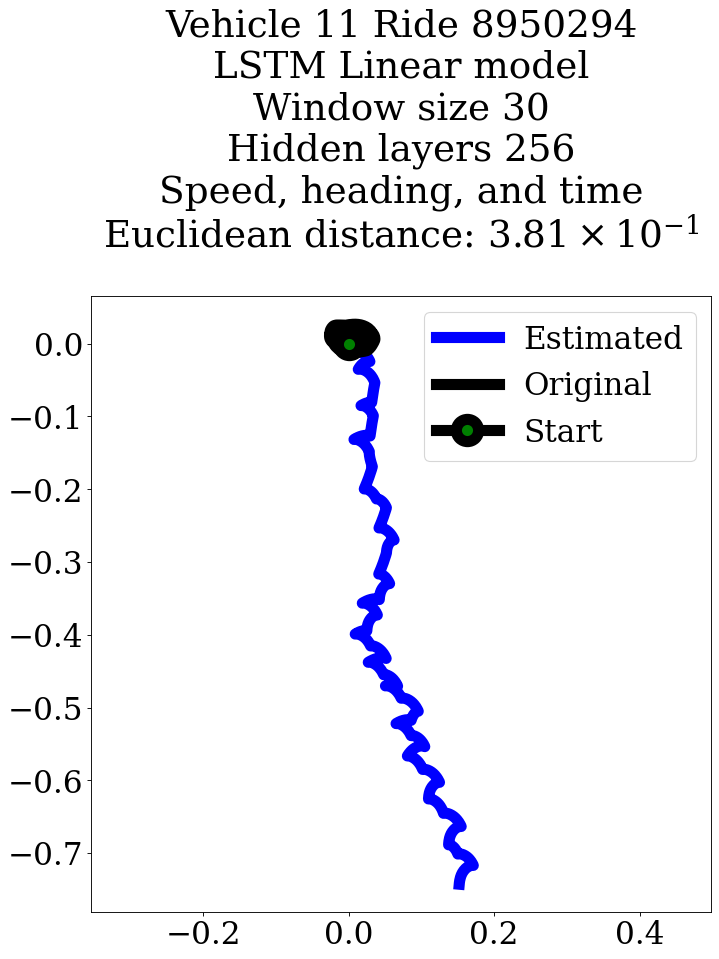 Vehicle 11 Ride 8950294
LSTM Linear model
Window size 30
Hidden layers 256
Speed, heading, and time
Euclidean distance: 3.81 × 10⁻¹
Estimated
Original
Start
0.0
−0.1
−0.2
−0.3
−0.4
−0.5
−0.6
−0.7
−0.2 0.0 0.2 0.4